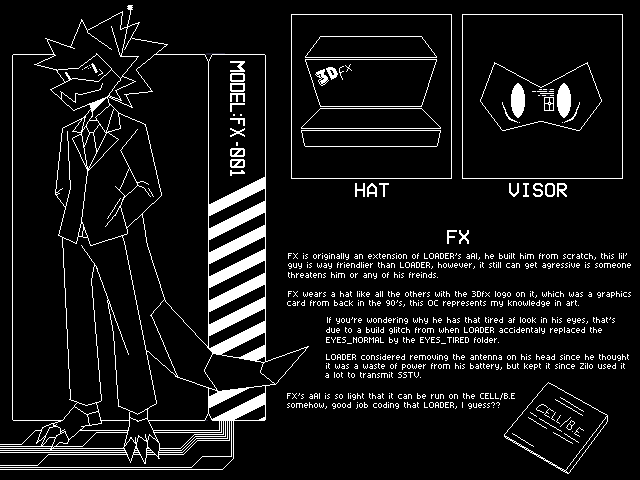 MODEL:FX-001
3DFX
HAT
VISOR
FX
FX is originally an extension of LOADER's aAI, he built him from scratch, this lil'
guy is way friendlier than LOADER, however, it still can get agressive is someone
threatens him or any of his freinds.
FX wears a hat like all the others with the 3Dfx logo on it, which was a graphics
card from back in the 90's, this OC represents my knowledge in art.
If you're wondering why he has that tired af look in his eyes, that's
due to a build glitch from when LOADER accidentaly replaced the
EYES_NORMAL by the EYES_TIRED folder.
LOADER considered removing the antenna on his head since he thought
it was a waste of power from his battery, but kept it since Zilo used it
a lot to transmit SSTV.
FX's aAI is so light that it can be run on the CELL/B.E
somehow, good job coding that LOADER, I guess??
CELL/B.E